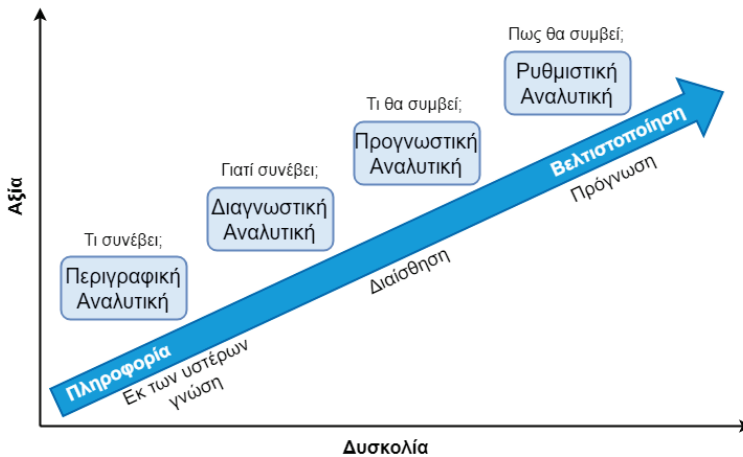 Πως θα συμβεί;
Ρυθμιστική
Αναλυτική
Τι θα συμβεί;
Προγνωστική
Αναλυτική
Γιατί συνέβει;
Διαγνωστική
Αναλυτική
Τι συνέβει;
Περιγραφική
Αναλυτική
Αξία
Πληροφορία
Βελτιστοποίηση
Εκ των υστέρων
γνώση
Διαίσθηση
Πρόγνωση
Δυσκολία